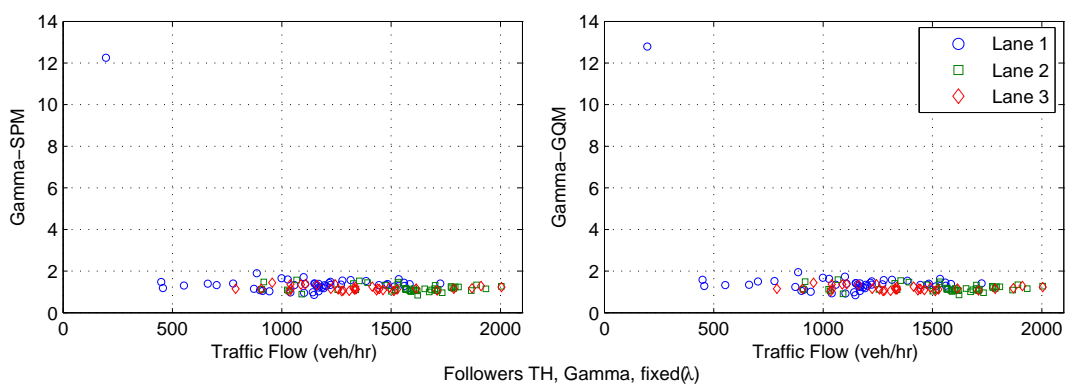 14
12
10
8
6
4
2
0
Gamma−SPM
0 500 1000 1500 2000
Traffic Flow (veh/hr)
14
12
10
8
6
4
2
0
Gamma−GQM
0 500 1000 1500 2000
Traffic Flow (veh/hr)
Lane 1
Lane 2
Lane 3
Followers TH, Gamma, fixed(λ)